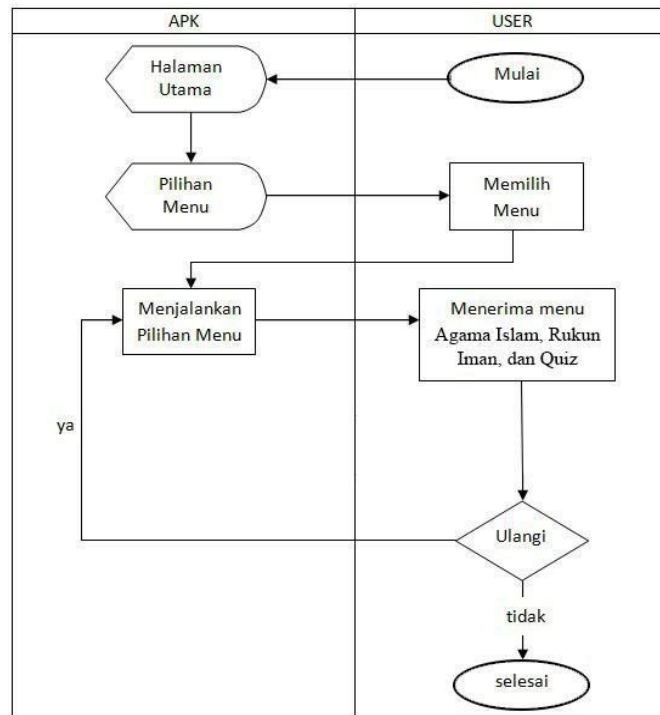 APK
USER
Halaman
Utama
Mulai
Pilihan
Menu
Memilih
Menu
Menjalankan
Pilihan Menu
Menerima menu
Agama Islam, Rukun
Iman, dan Quiz
ya
Ulangi
tidak
selesai